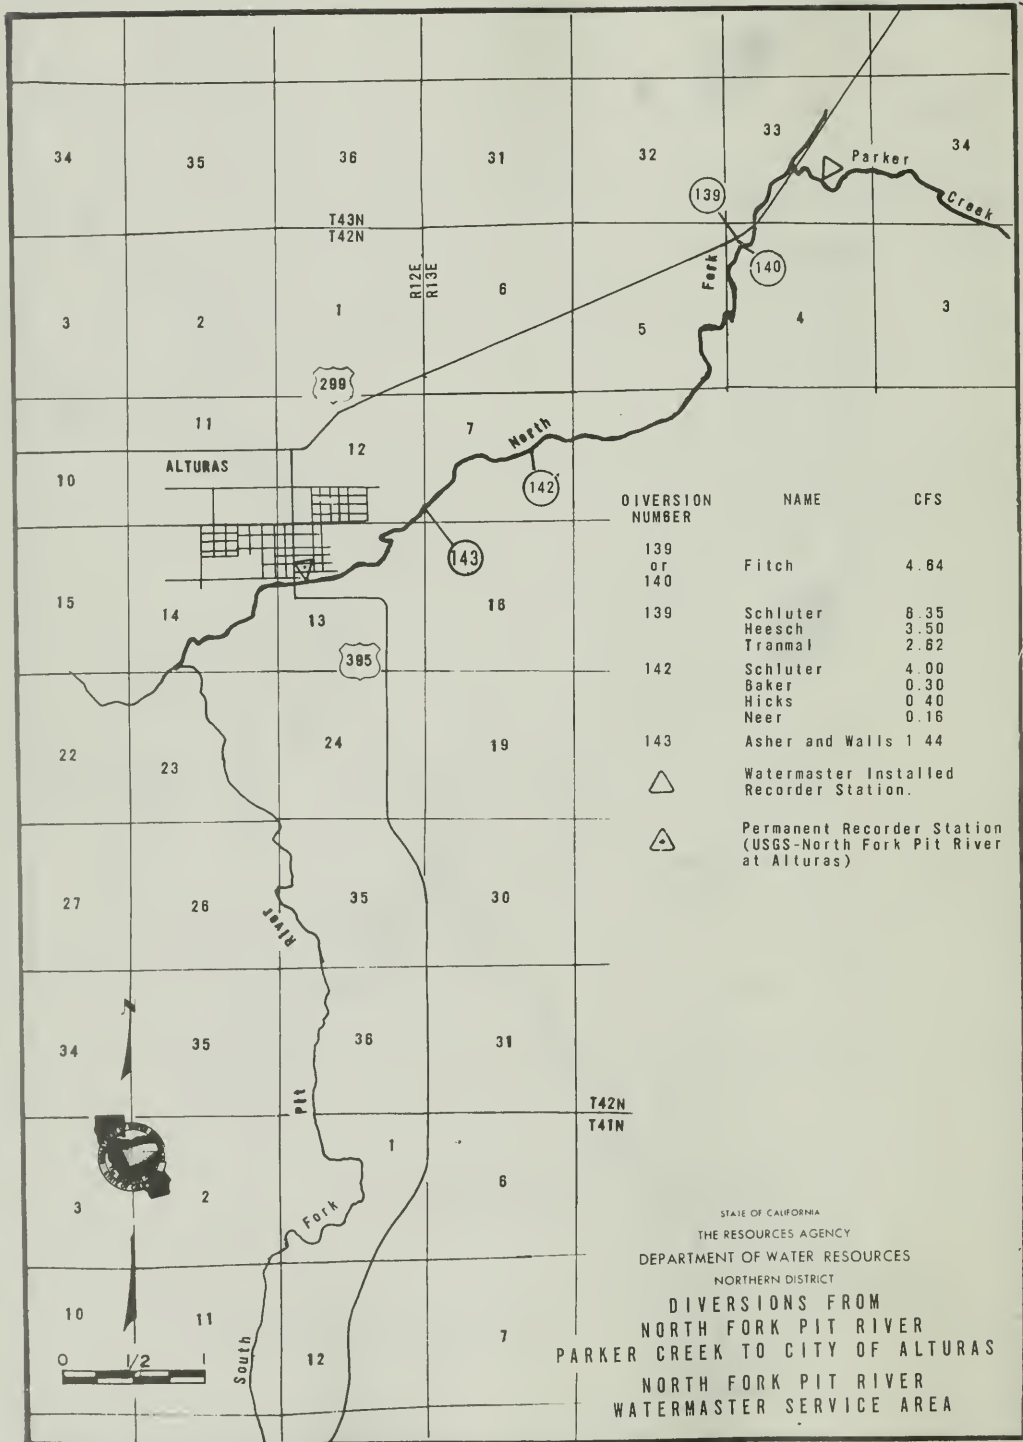 34
35
36
31
32
33
34
Parker
Creek
139
T43N
T42N
140
R12E
R13E
Fork
3
2
1
6
5
4
3
299
11
12
7
North
10
ALTURAS
142
143
15
14
13
18
395
22
23
24
19
27
26
35
30
River
34
35
36
31
Pit
T42N
T41N
3
2
1
6
Fork
10
11
12
7
South
N
0 1/2 1
DIVERSION NAME CFS
NUMBER
139
or Fitch 4.64
140
139 Schluter 8.35
Heesch 3.50
Tranmal 2.62
142 Schluter 4.00
Baker 0.30
Hicks 0 40
Neer 0.16
143 Asher and Walls 1 44
Watermaster Installed
Recorder Station.
Permanent Recorder Station
(USGS-North Fork Pit River
at Alturas)
STATE OF CALIFORNIA
THE RESOURCES AGENCY
DEPARTMENT OF WATER RESOURCES
NORTHERN DISTRICT
DIVERSIONS FROM
NORTH FORK PIT RIVER
PARKER CREEK TO CITY OF ALTURAS
NORTH FORK PIT RIVER
WATERMASTER SERVICE AREA